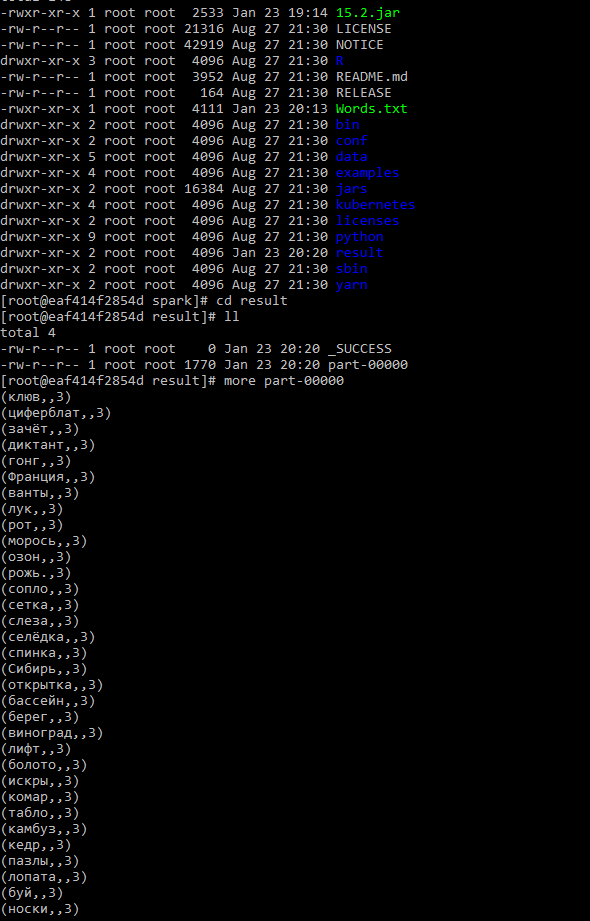 -rwxr-xr-x 1 root root  2533 Jan 23 19:14 15.2.jar
-rw-r--r-- 1 root root 21316 Aug 27 21:30 LICENSE
-rw-r--r-- 1 root root 42919 Aug 27 21:30 NOTICE
drwxr-xr-x 3 root root  4096 Aug 27 21:30 R
-rw-r--r-- 1 root root  3952 Aug 27 21:30 README.md
-rw-r--r-- 1 root root   164 Aug 27 21:30 RELEASE
-rwxr-xr-x 1 root root  4111 Jan 23 20:13 Words.txt
drwxr-xr-x 2 root root  4096 Aug 27 21:30 bin
drwxr-xr-x 2 root root  4096 Aug 27 21:30 conf
drwxr-xr-x 5 root root  4096 Aug 27 21:30 data
drwxr-xr-x 4 root root  4096 Aug 27 21:30 examples
drwxr-xr-x 2 root root 16384 Aug 27 21:30 jars
drwxr-xr-x 4 root root  4096 Aug 27 21:30 kubernetes
drwxr-xr-x 2 root root  4096 Aug 27 21:30 licenses
drwxr-xr-x 9 root root  4096 Aug 27 21:30 python
drwxr-xr-x 2 root root  4096 Jan 23 20:20 result
drwxr-xr-x 2 root root  4096 Aug 27 21:30 sbin
drwxr-xr-x 2 root root  4096 Aug 27 21:30 yarn
[root@eaf414f2854d spark]# cd result
[root@eaf414f2854d result]# ll
total 4
-rw-r--r-- 1 root root    0 Jan 23 20:20 _SUCCESS
-rw-r--r-- 1 root root 1770 Jan 23 20:20 part-00000
[root@eaf414f2854d result]# more part-00000
(клюв,,3)
(циферблат,,3)
(зачёт,,3)
(диктант,,3)
(гонг,,3)
(Франция,,3)
(ванты,,3)
(лук,,3)
(рот,,3)
(морось,,3)
(озон,,3)
(рожь.,3)
(сопло,,3)
(сетка,,3)
(слеза,,3)
(селёдка,,3)
(спинка,,3)
(Сибирь,,3)
(открытка,,3)
(бассейн,,3)
(берег,,3)
(виноград,,3)
(лифт,,3)
(болото,,3)
(искры,,3)
(комар,,3)
(табло,,3)
(камбуз,,3)
(кедр,,3)
(пазлы,,3)
(лопата,,3)
(буй,,3)
(носки,,3)